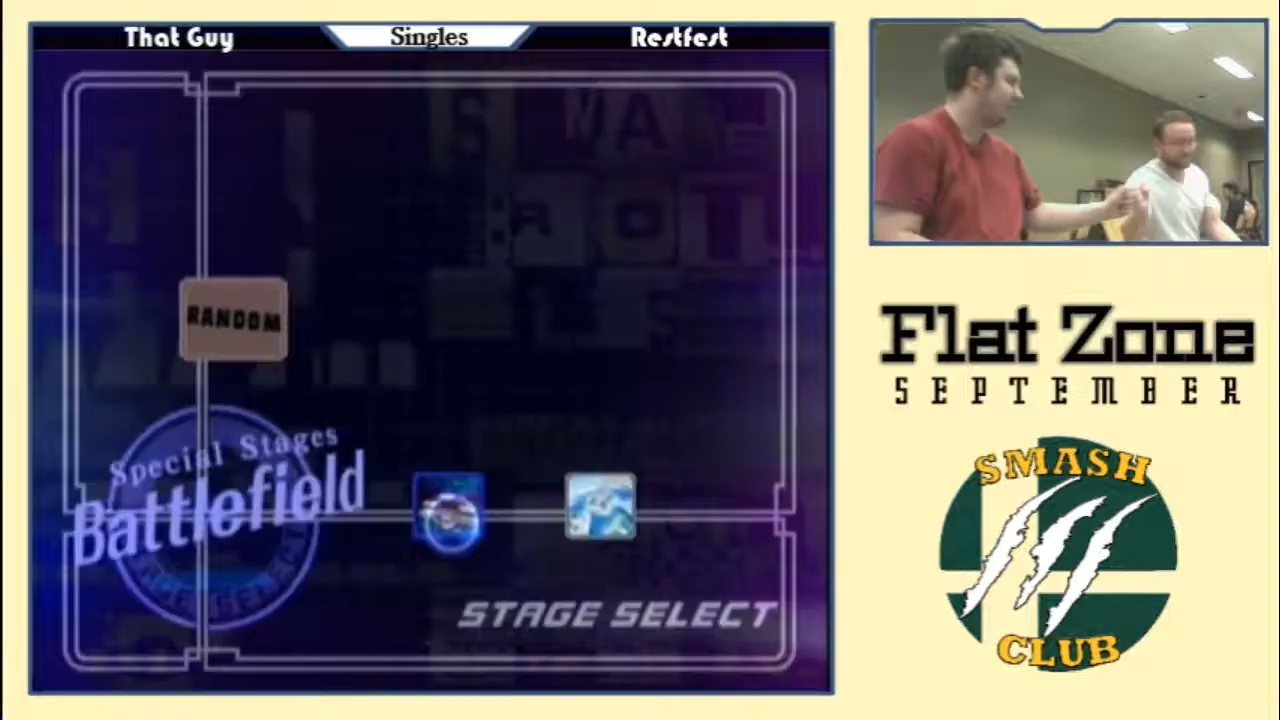 That Guy
Singles
Restfest
RANDOM
Special Stages
Battlefield
STAGE SELECT
Flat Zone
SEPTEMBER
SMASH
CLUB